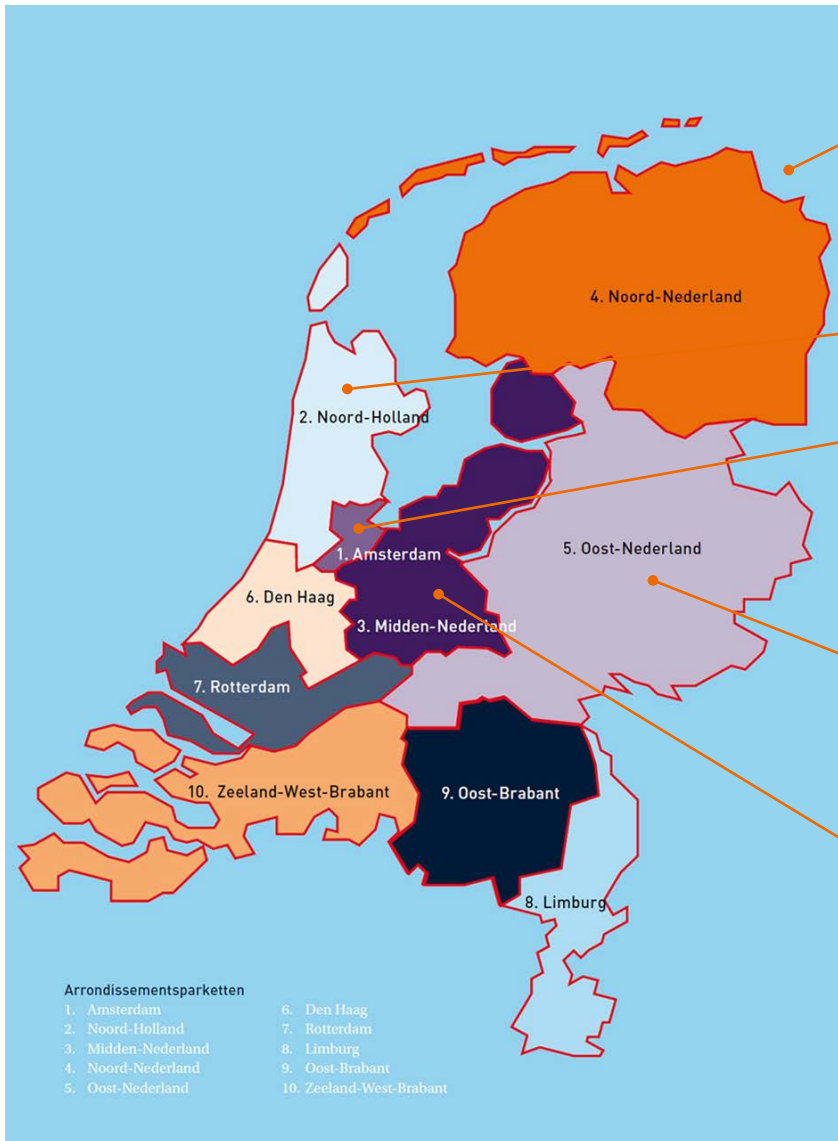 4. Noord-Nederland
2. Noord-Holland
1. Amsterdam
5. Oost-Nederland
6. Den Haag
3. Midden-Nederland
7. Rotterdam
10. Zeeland-West-Brabant
9. Oost-Brabant
8. Limburg
Arrondissementsparketten
1. Amsterdam
2. Noord-Holland
3. Midden-Nederland
4. Noord-Nederland
5. Oost-Nederland
6. Den Haag
7. Rotterdam
8. Limburg
9. Oost-Brabant
10. Zeeland-West-Brabant